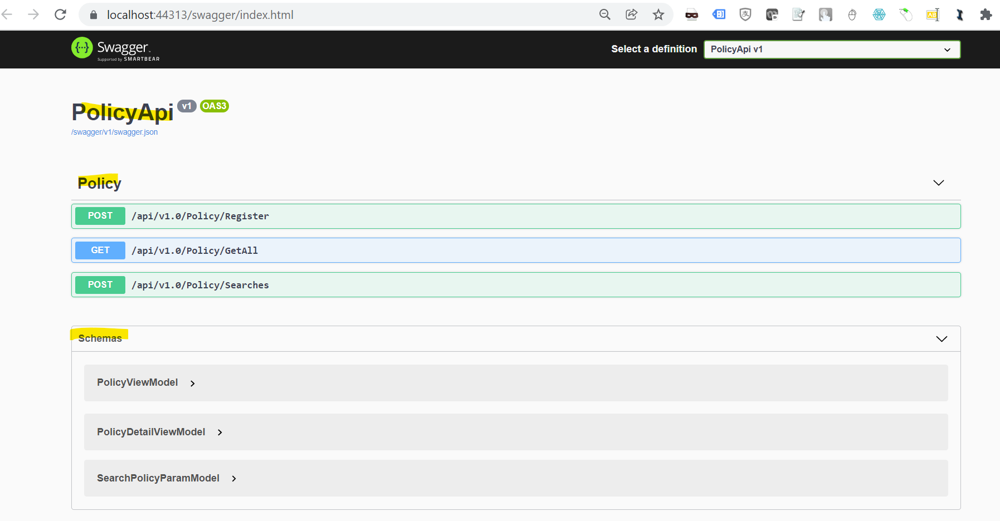 localhost:44313/swagger/index.html
Swagger
Supported by SMARTBEAR
Select a definition
PolicyApi v1
PolicyApi v1 OAS3
/swagger/v1/swagger.json
Policy
POST /api/v1.0/Policy/Register
GET /api/v1.0/Policy/GetAll
POST /api/v1.0/Policy/Searches
Schemas
PolicyViewModel
PolicyDetailViewModel
SearchPolicyParamModel